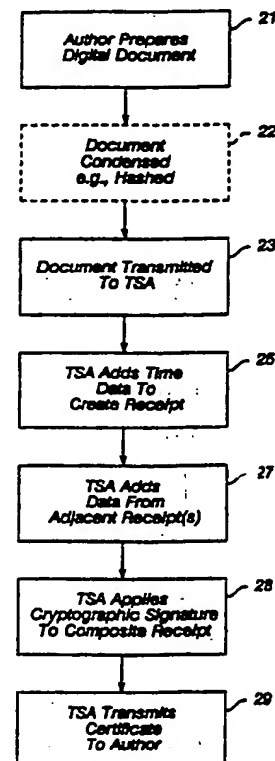 21
Author Prepares
Digital Document
22
Document
Condensed
e.g., Hashed
23
Document Transmitted
To TSA
25
TSA Adds Time
Data To
Create Receipt
27
TSA Adds
Data From
Adjacent Receipt(s)
28
TSA Applies
Cryptographic Signature
To Composite Receipt
29
TSA Transmits
Certificate
To Author